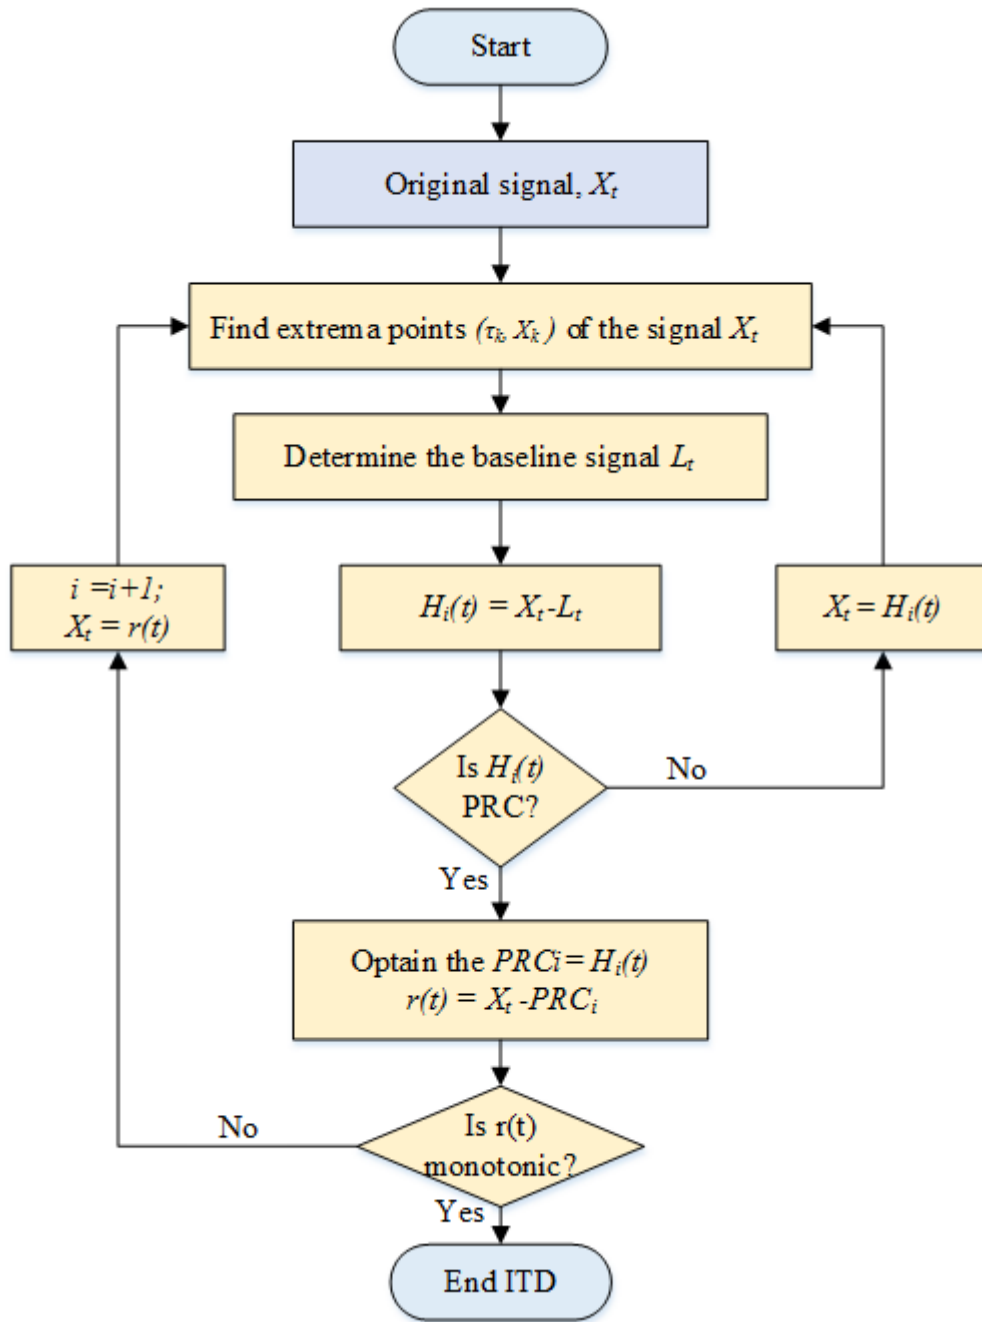 Start
Original signal, Xₜ
Find extrema points (τₖ, Xₖ) of the signal Xₜ
Determine the baseline signal Lₜ
i =i+1;
Xₜ = r(t)
Hᵢ(t) = Xₜ-Lₜ
Xₜ = Hᵢ(t)
Is Hᵢ(t)
PRC?
No
Yes
Optain the PRCi = Hᵢ(t)
r(t) = Xₜ -PRCᵢ
Is r(t)
monotonic?
No
Yes
End ITD